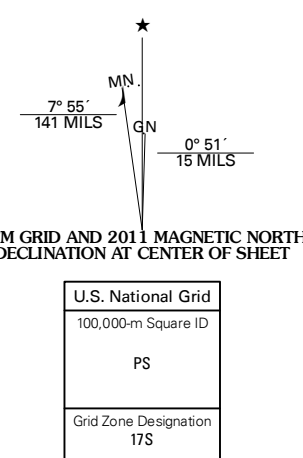 ★
MN
GN
7° 55´
141 MILS
0° 51´
15 MILS
M GRID AND 2011 MAGNETIC NORTH
DECLINATION AT CENTER OF SHEET
U.S. National Grid
100,000-m Square ID
PS
Grid Zone Designation
17S